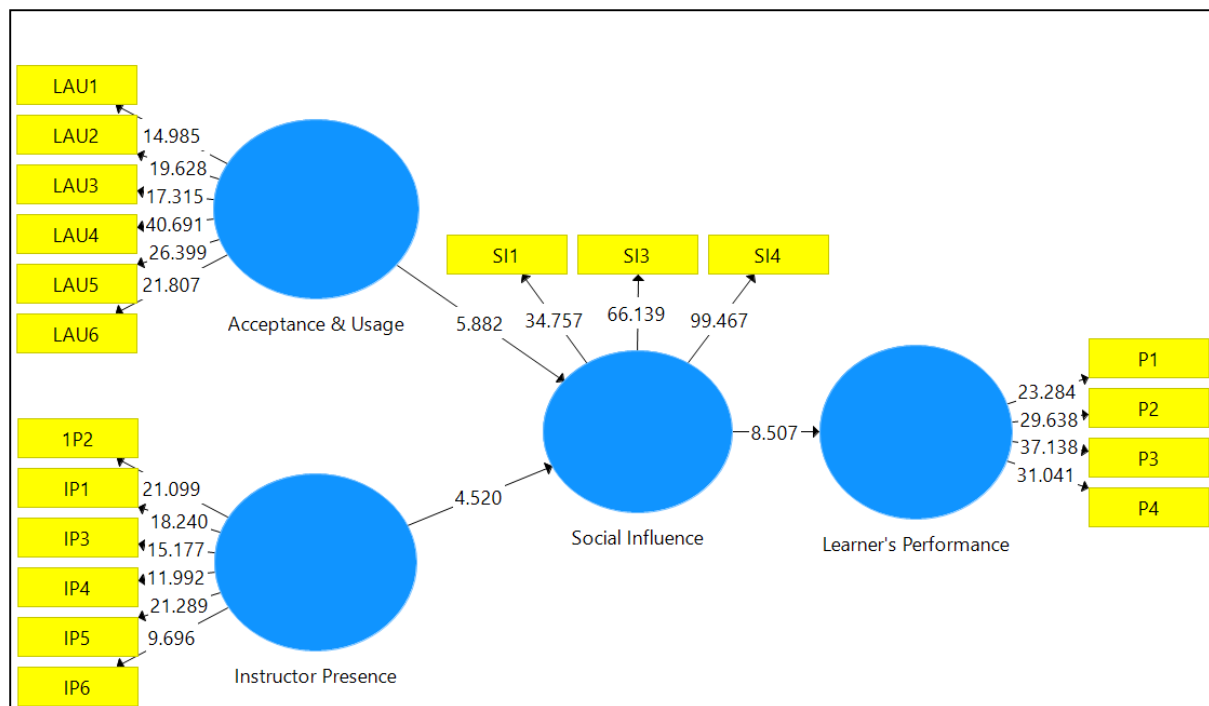 LAU1
LAU2
LAU3
LAU4
LAU5
LAU6
14.985
19.628
17.315
40.691
26.399
21.807
Acceptance & Usage
5.882
SI1
SI3
SI4
34.757
66.139
99.467
Social Influence
8.507
P1
P2
P3
P4
23.284
29.638
37.138
31.041
Learner's Performance
1P2
IP1
IP3
IP4
IP5
IP6
21.099
18.240
15.177
11.992
21.289
9.696
4.520
Instructor Presence